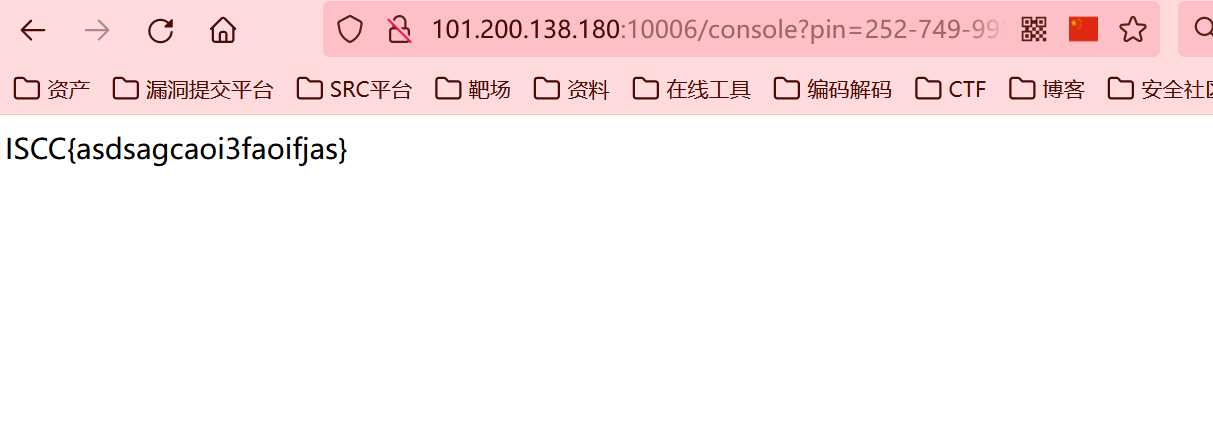 101.200.138.180:10006/console?pin=252-749-991
资产 漏洞提交平台 SRC平台 靶场 资料 在线工具 编码解码 CTF 博客 安全社区
ISCC{asdsagcaoi3faoifjas}